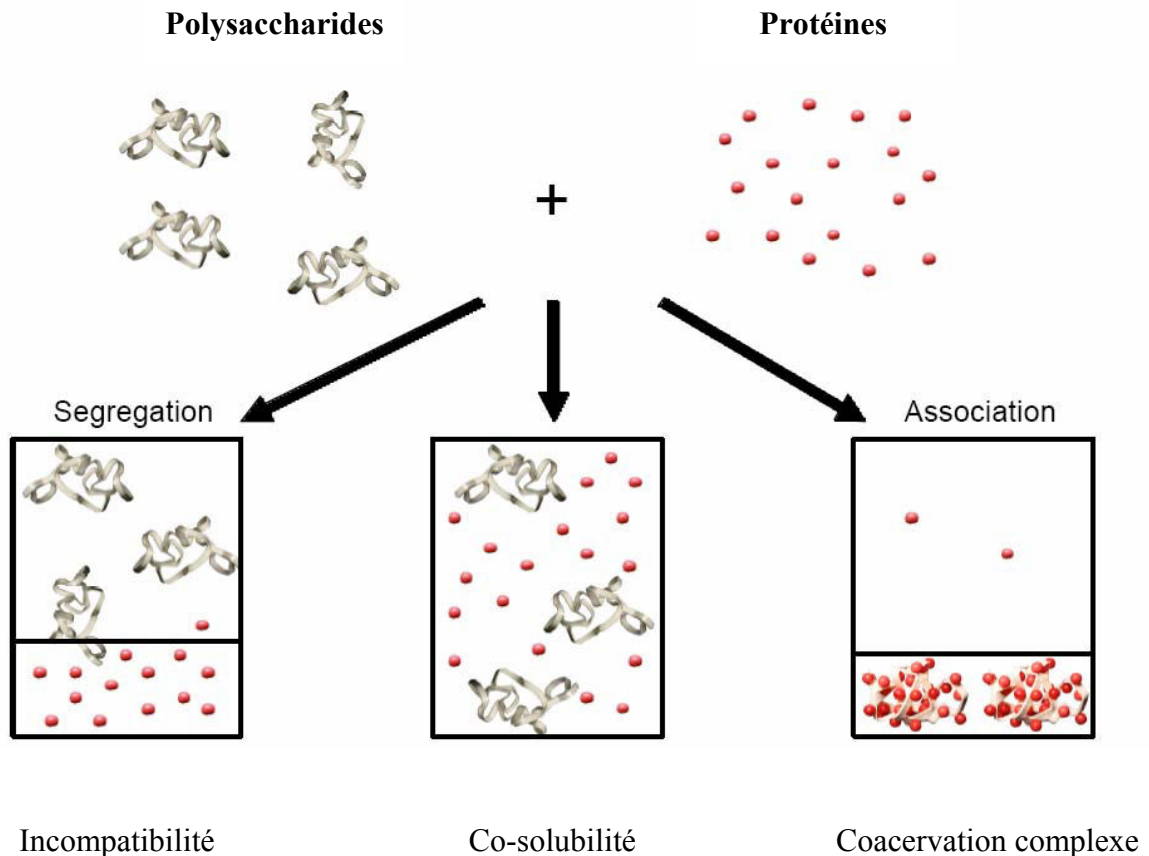 Polysaccharides
Protéines
+
Segregation
Association
Incompatibilité
Co-solubilité
Coacervation complexe